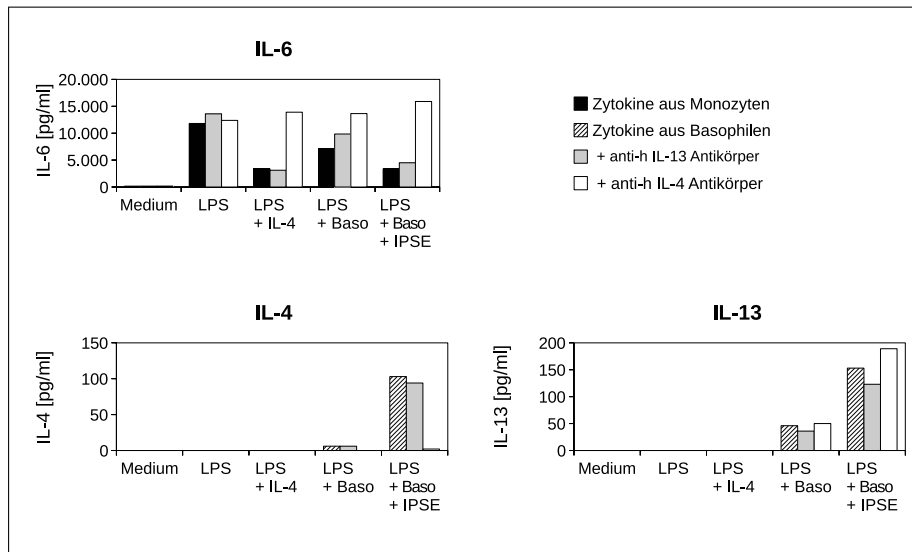 IL-6
IL-6 [pg/ml]
20.000
15.000
10.000
5.000
0
Medium
LPS
LPS
+ IL-4
LPS
+ Baso
LPS
+ Baso
+ IPSE
Zytokine aus Monozyten
Zytokine aus Basophilen
+ anti-h IL-13 Antikörper
+ anti-h IL-4 Antikörper
IL-4
IL-4 [pg/ml]
150
100
50
0
Medium
LPS
LPS
+ IL-4
LPS
+ Baso
LPS
+ Baso
+ IPSE
IL-13
IL-13 [pg/ml]
200
150
100
50
0
Medium
LPS
LPS
+ IL-4
LPS
+ Baso
LPS
+ Baso
+ IPSE